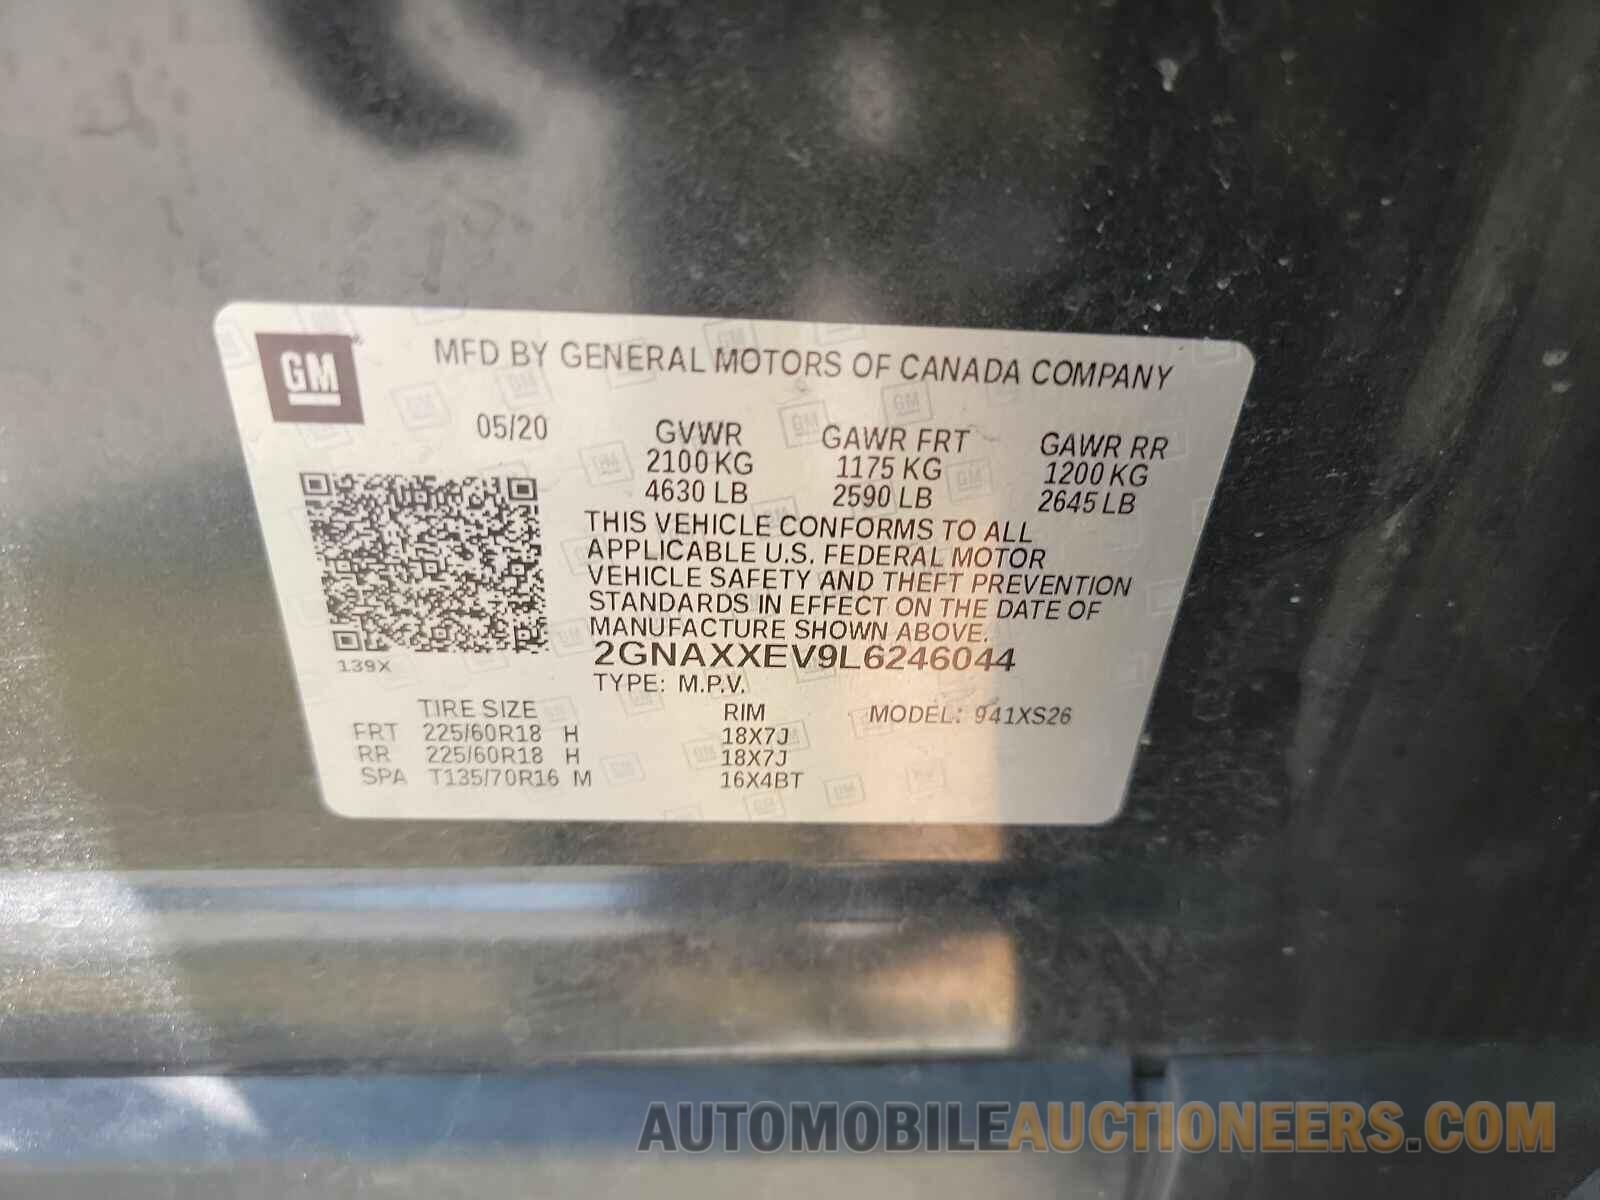 GM
MFD BY GENERAL MOTORS OF CANADA COMPANY
05/20 GVWR GAWR FRT GAWR RR
2100 KG 1175 KG 1200 KG
4630 LB 2590 LB 2645 LB
THIS VEHICLE CONFORMS TO ALL
APPLICABLE U.S. FEDERAL MOTOR
VEHICLE SAFETY AND THEFT PREVENTION
STANDARDS IN EFFECT ON THE DATE OF
MANUFACTURE SHOWN ABOVE.
139X 2GNAXXEV9L6246044
TYPE: M.P.V.
TIRE SIZE RIM MODEL: 941XS26
FRT 225/60R18 H 18X7J
RR 225/60R18 H 18X7J
SPA T135/70R16 M 16X4BT
AUTOMOBILEAUCTIONEERS.COM